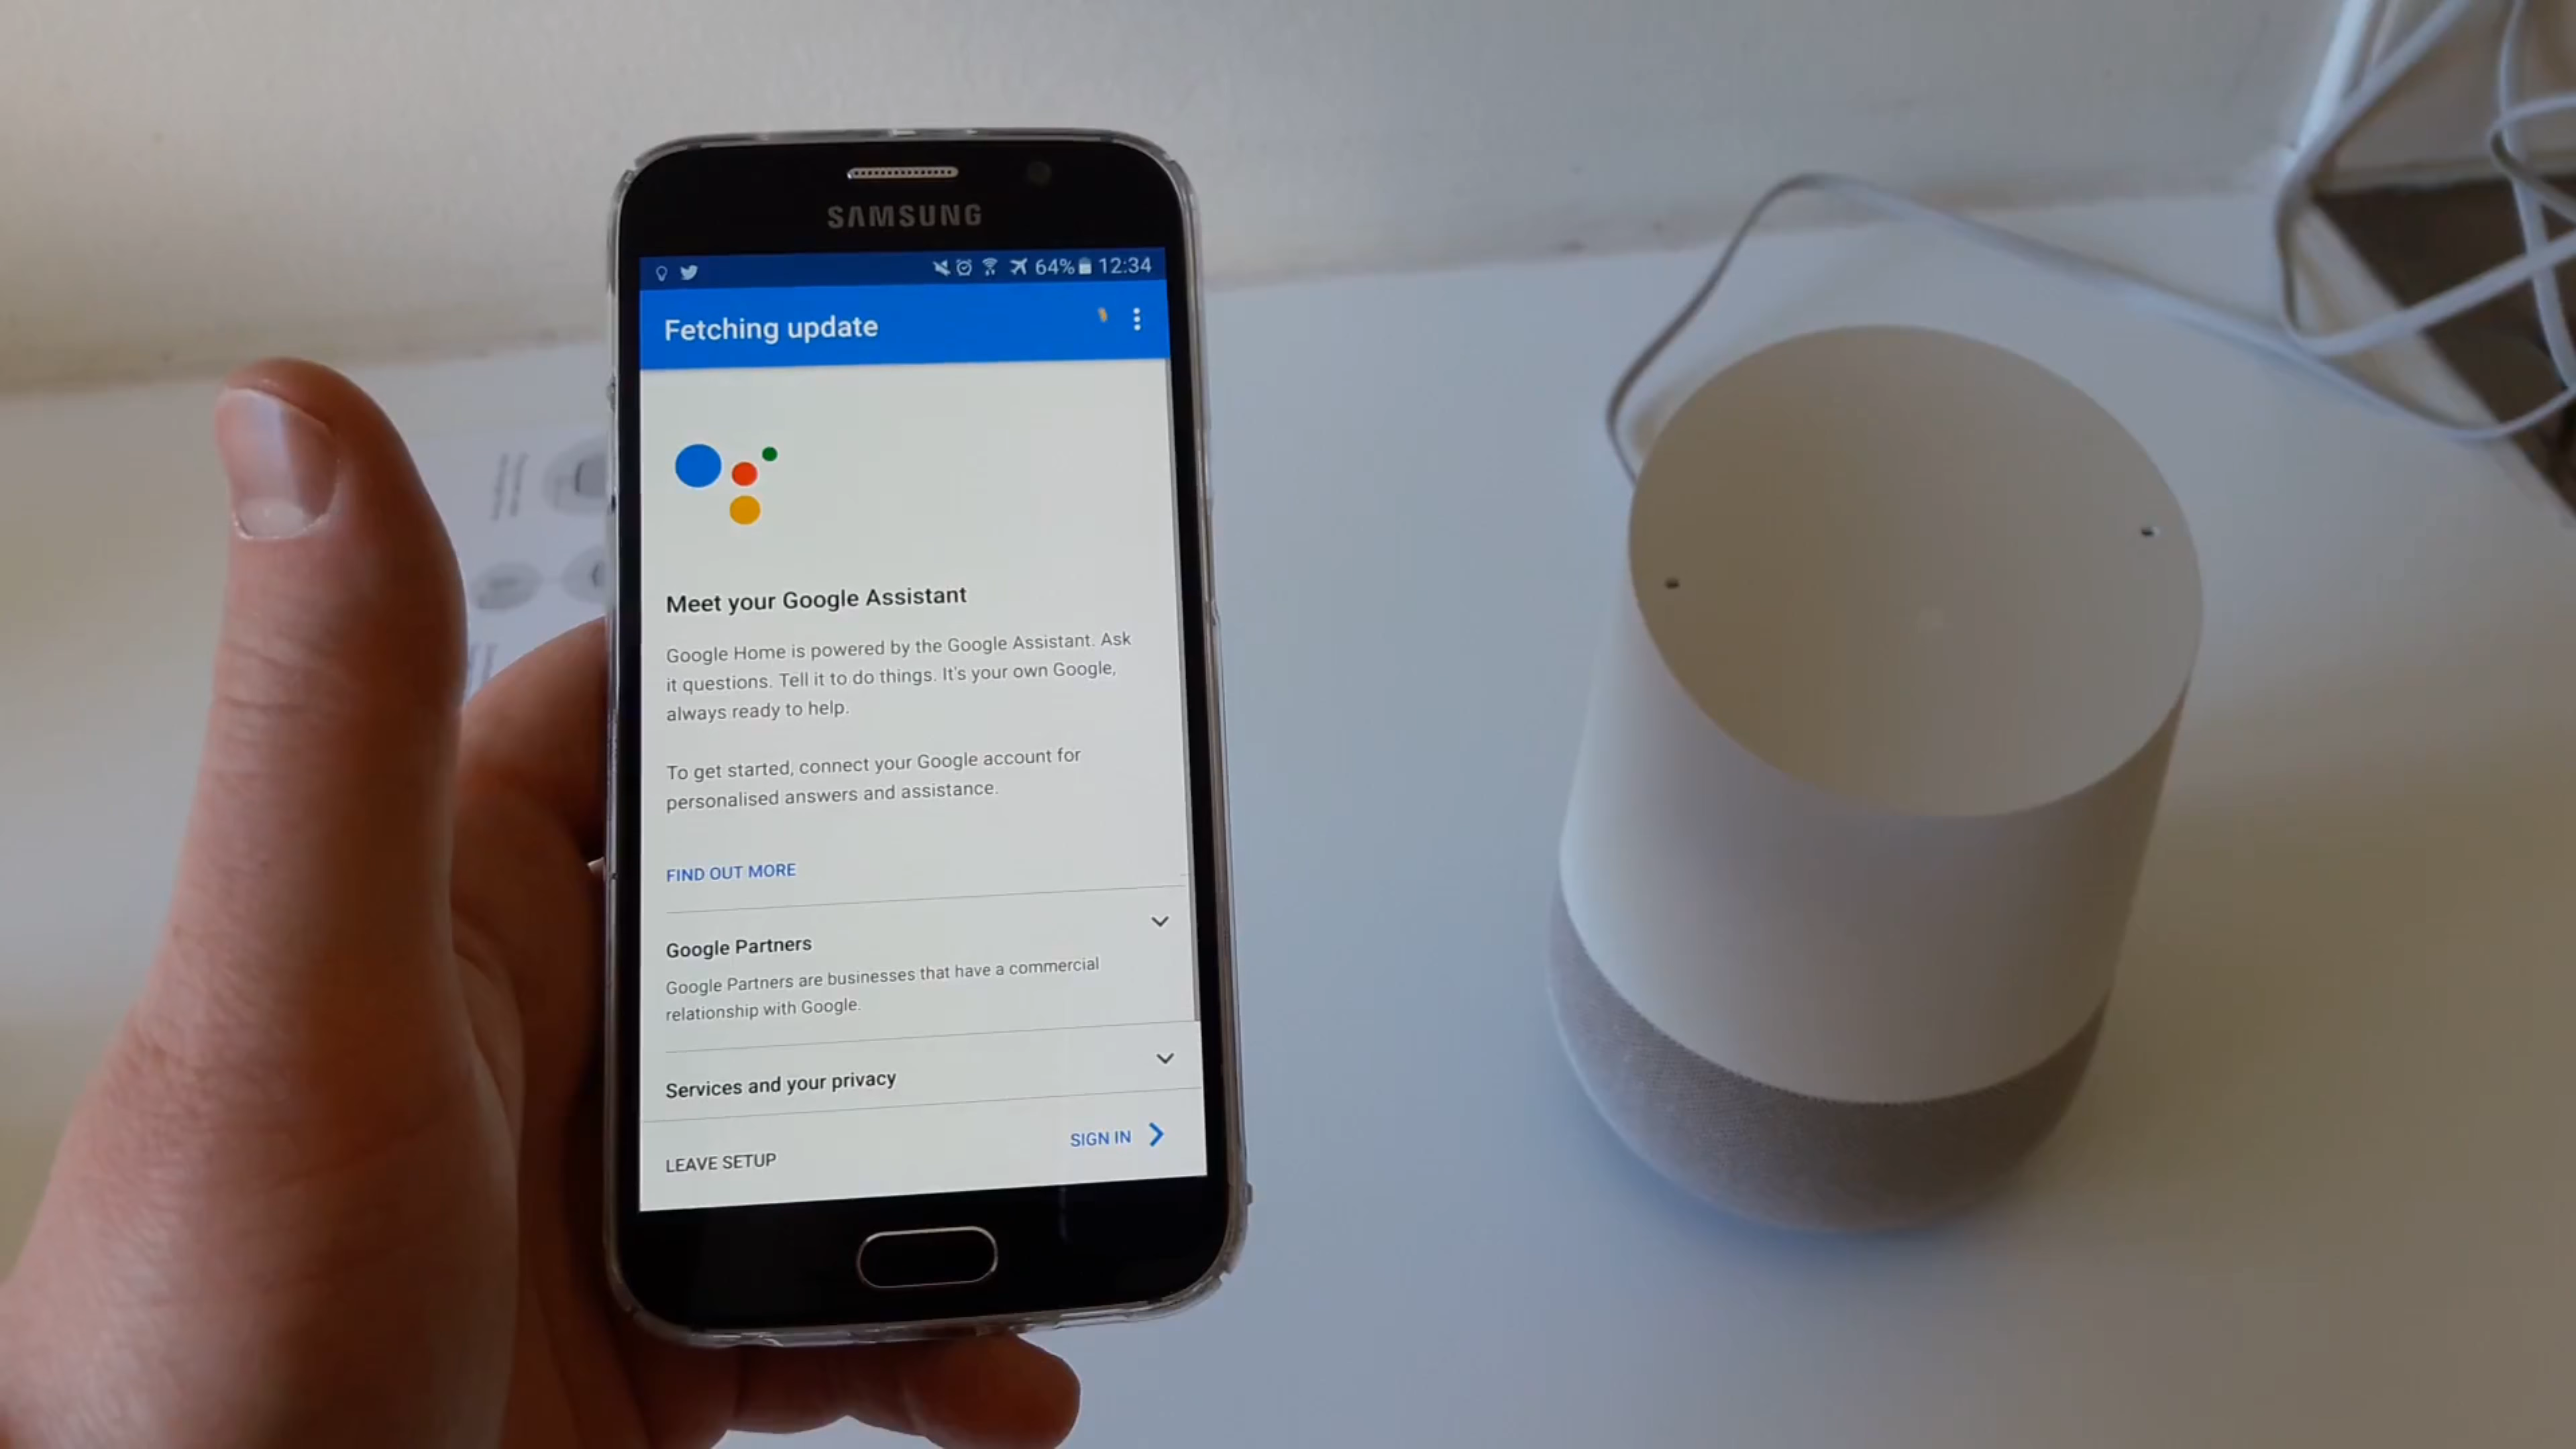 SAMSUNG
64% 12:34
Fetching update
Meet your Google Assistant
Google Home is powered by the Google Assistant. Ask
it questions. Tell it to do things. It's your own Google,
always ready to help.
To get started, connect your Google account for
personalised answers and assistance.
FIND OUT MORE
Google Partners
Google Partners are businesses that have a commercial
relationship with Google.
Services and your privacy
LEAVE SETUP
SIGN IN